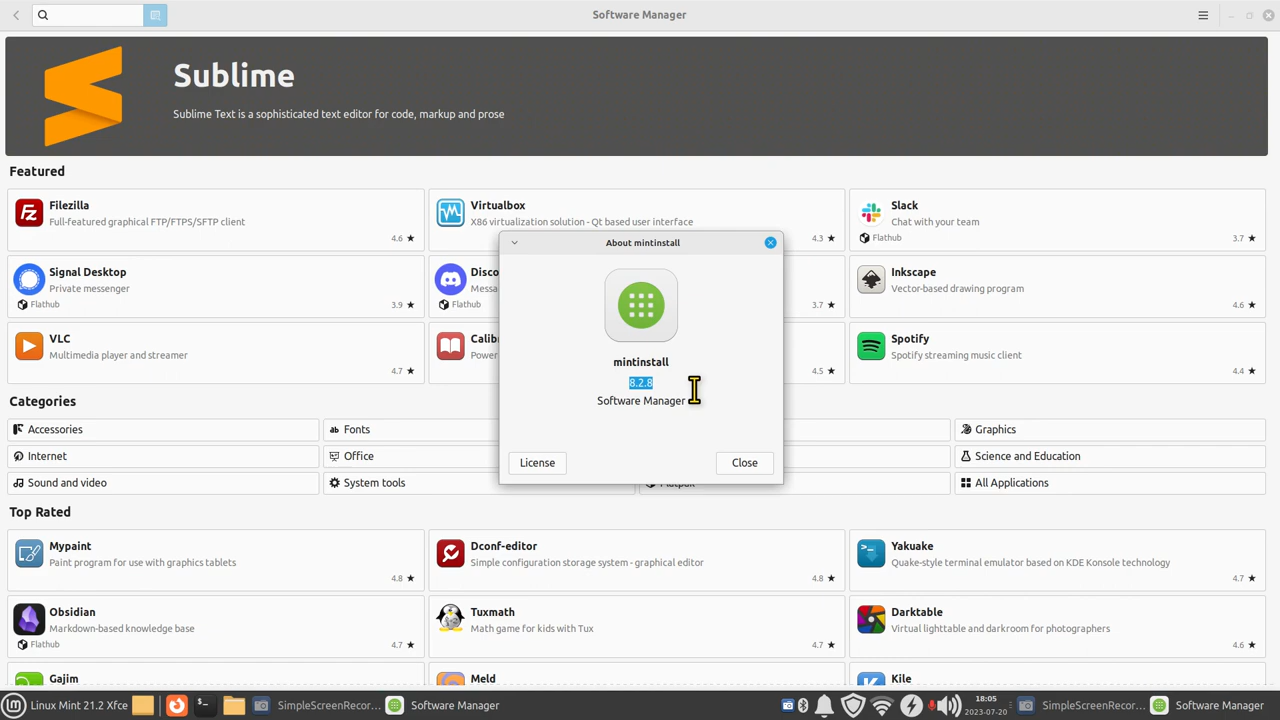 Software Manager
Sublime
Sublime Text is a sophisticated text editor for code, markup and prose
Featured
Filezilla
Full-featured graphical FTP/FTPS/SFTP client
4.6 ★
Virtualbox
X86 virtualization solution - Qt based user interface
4.3 ★
Slack
Chat with your team
Flathub
3.7 ★
Signal Desktop
Private messenger
Flathub
3.9 ★
Disco
Messa
Flathub
3.7 ★
Inkscape
Vector-based drawing program
4.6 ★
VLC
Multimedia player and streamer
4.7 ★
Calib
Power
4.5 ★
Spotify
Spotify streaming music client
4.4 ★
About mintinstall
mintinstall
8.2.8
Software Manager
License
Close
Categories
Accessories
Fonts
Graphics
Internet
Office
Science and Education
Sound and video
System tools
All Applications
Top Rated
Mypaint
Paint program for use with graphics tablets
4.8 ★
Dconf-editor
Simple configuration storage system - graphical editor
4.8 ★
Yakuake
Quake-style terminal emulator based on KDE Konsole technology
4.7 ★
Obsidian
Markdown-based knowledge base
Flathub
4.7 ★
Tuxmath
Math game for kids with Tux
4.7 ★
Darktable
Virtual lighttable and darkroom for photographers
4.6 ★
Gajim
Meld
Kile
Linux Mint 21.2 Xfce
SimpleScreenRecor...
Software Manager
18:05
2023-07-20
SimpleScreenRecor...
Software Manager